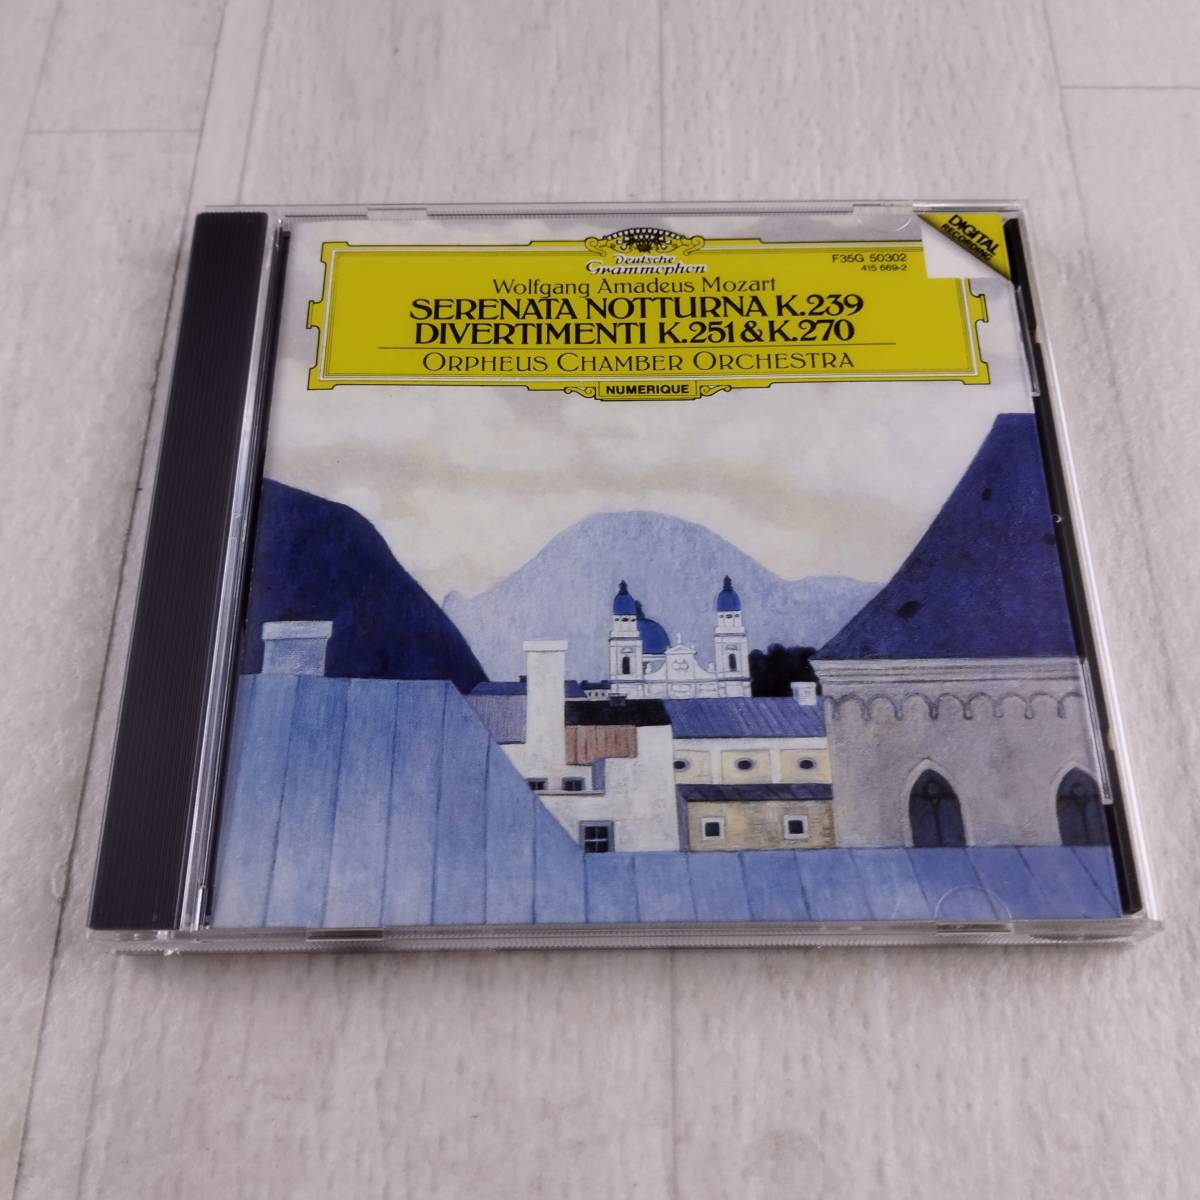 DIGITAL
RECORDING
Deutsche
Grammophon
F35G 50302
415 669-2
Wolfgang Amadeus Mozart
SERENATA NOTTURNA K.239
DIVERTIMENTI K.251 & K.270
ORPHEUS CHAMBER ORCHESTRA
NUMERIQUE